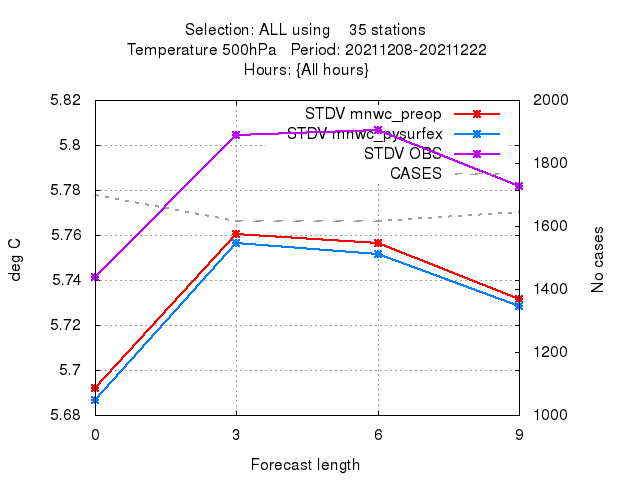 Selection: ALL using    35 stations
Temperature 500hPa   Period: 20211208-20211222
Hours: {All hours}
5.82
5.8
5.78
5.76
5.74
5.72
5.7
5.68
deg C
STDV mnwc_preop
STDV mnwc_pysurfex
STDV OBS
CASES
2000
1800
1600
1400
1200
1000
No cases
0 3 6 9
Forecast length